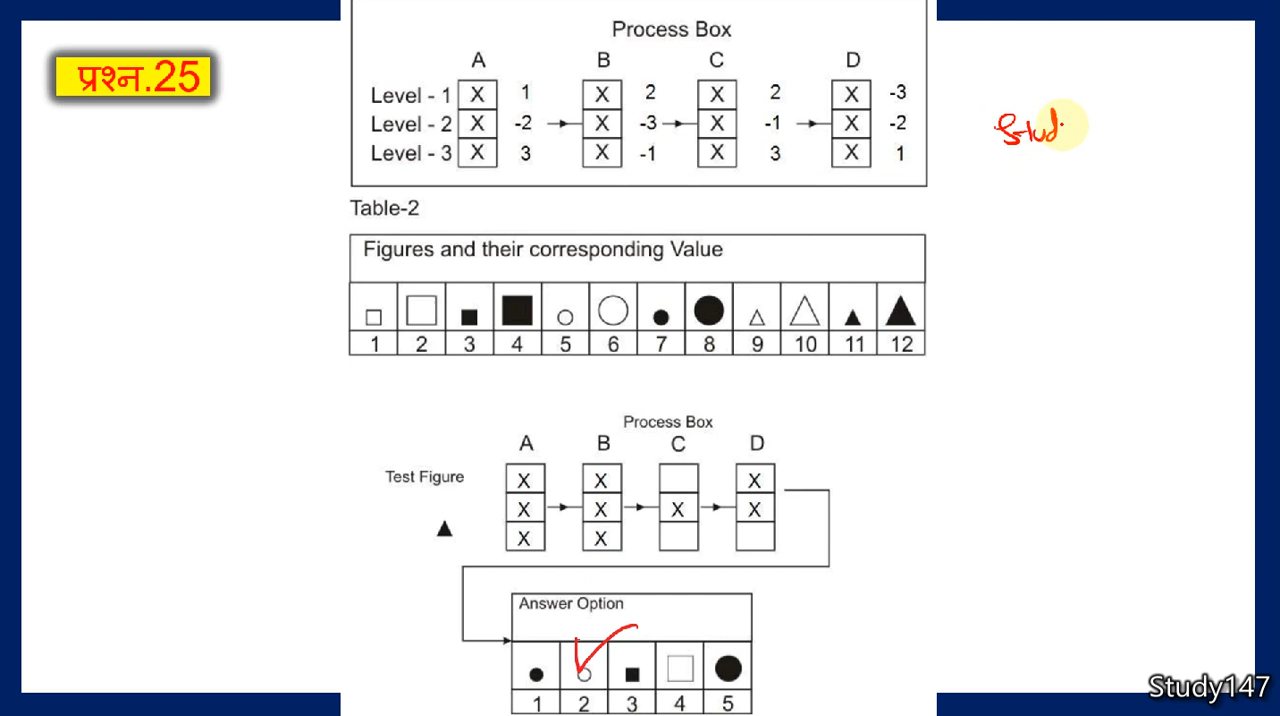 Process Box
प्रश्न.25
A B C D
Level - 1 X 1 X 2 X 2 X -3
Level - 2 X -2 X -3 X -1 X -2
Level - 3 X 3 X -1 X 3 X 1
Stud
Table-2
Figures and their corresponding Value
1 2 3 4 5 6 7 8 9 10 11 12
Process Box
A B C D
Test Figure
X X X
X X X X
X X
Answer Option
1 2 3 4 5
Study147